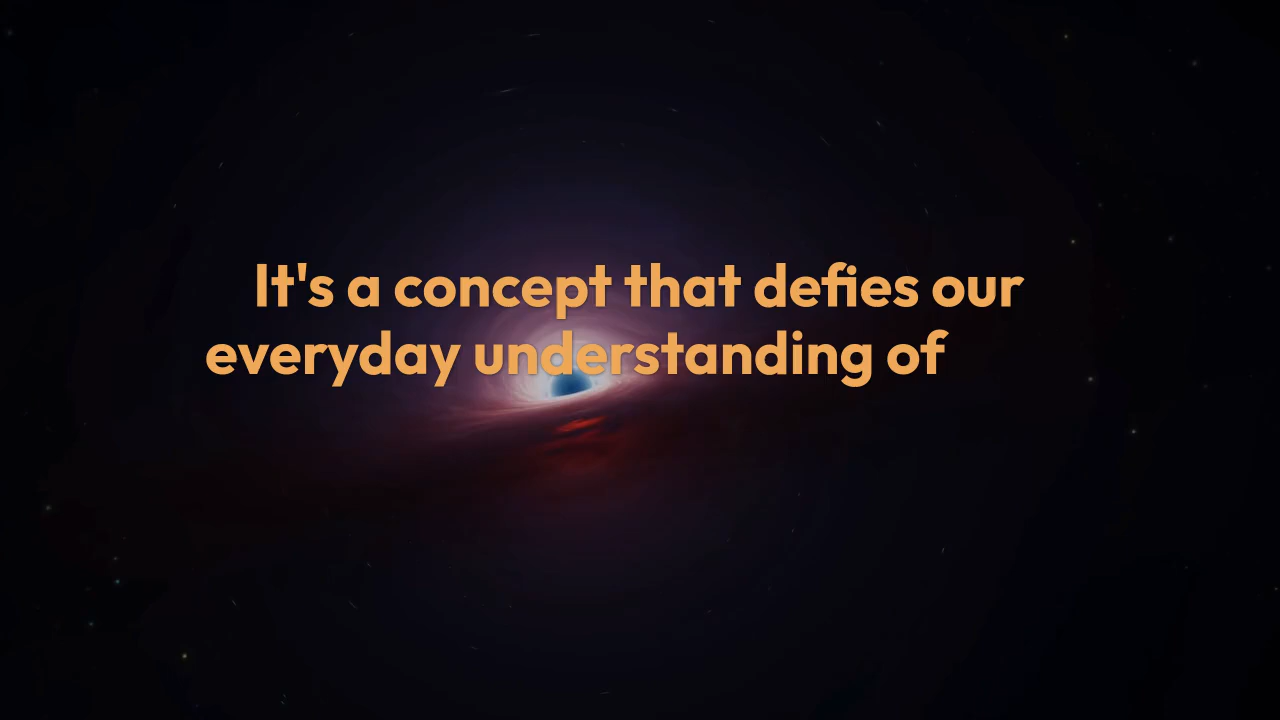 It's a concept that defies our
everyday understanding of